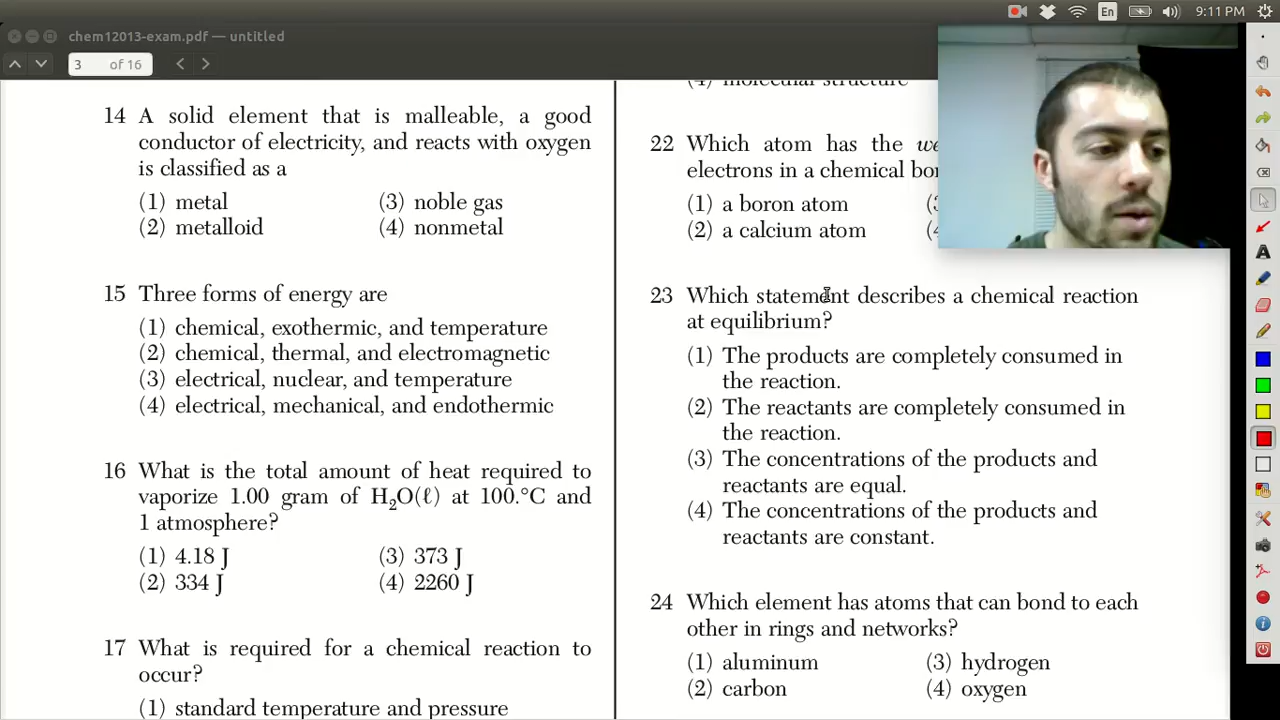 En
9:11 PM
chem12013-exam.pdf — untitled
3 of 16
14 A solid element that is malleable, a good
conductor of electricity, and reacts with oxygen
is classified as a
(1) metal (3) noble gas
(2) metalloid (4) nonmetal
15 Three forms of energy are
(1) chemical, exothermic, and temperature
(2) chemical, thermal, and electromagnetic
(3) electrical, nuclear, and temperature
(4) electrical, mechanical, and endothermic
16 What is the total amount of heat required to
vaporize 1.00 gram of H₂O(ℓ) at 100.°C and
1 atmosphere?
(1) 4.18 J (3) 373 J
(2) 334 J (4) 2260 J
17 What is required for a chemical reaction to
occur?
(1) standard temperature and pressure
(4) molecular structure
22 Which atom has the
electrons in a chemical
(1) a boron atom
(2) a calcium atom
23 Which statement describes a chemical reaction
at equilibrium?
(1) The products are completely consumed in
the reaction.
(2) The reactants are completely consumed in
the reaction.
(3) The concentrations of the products and
reactants are equal.
(4) The concentrations of the products and
reactants are constant.
24 Which element has atoms that can bond to each
other in rings and networks?
(1) aluminum (3) hydrogen
(2) carbon (4) oxygen